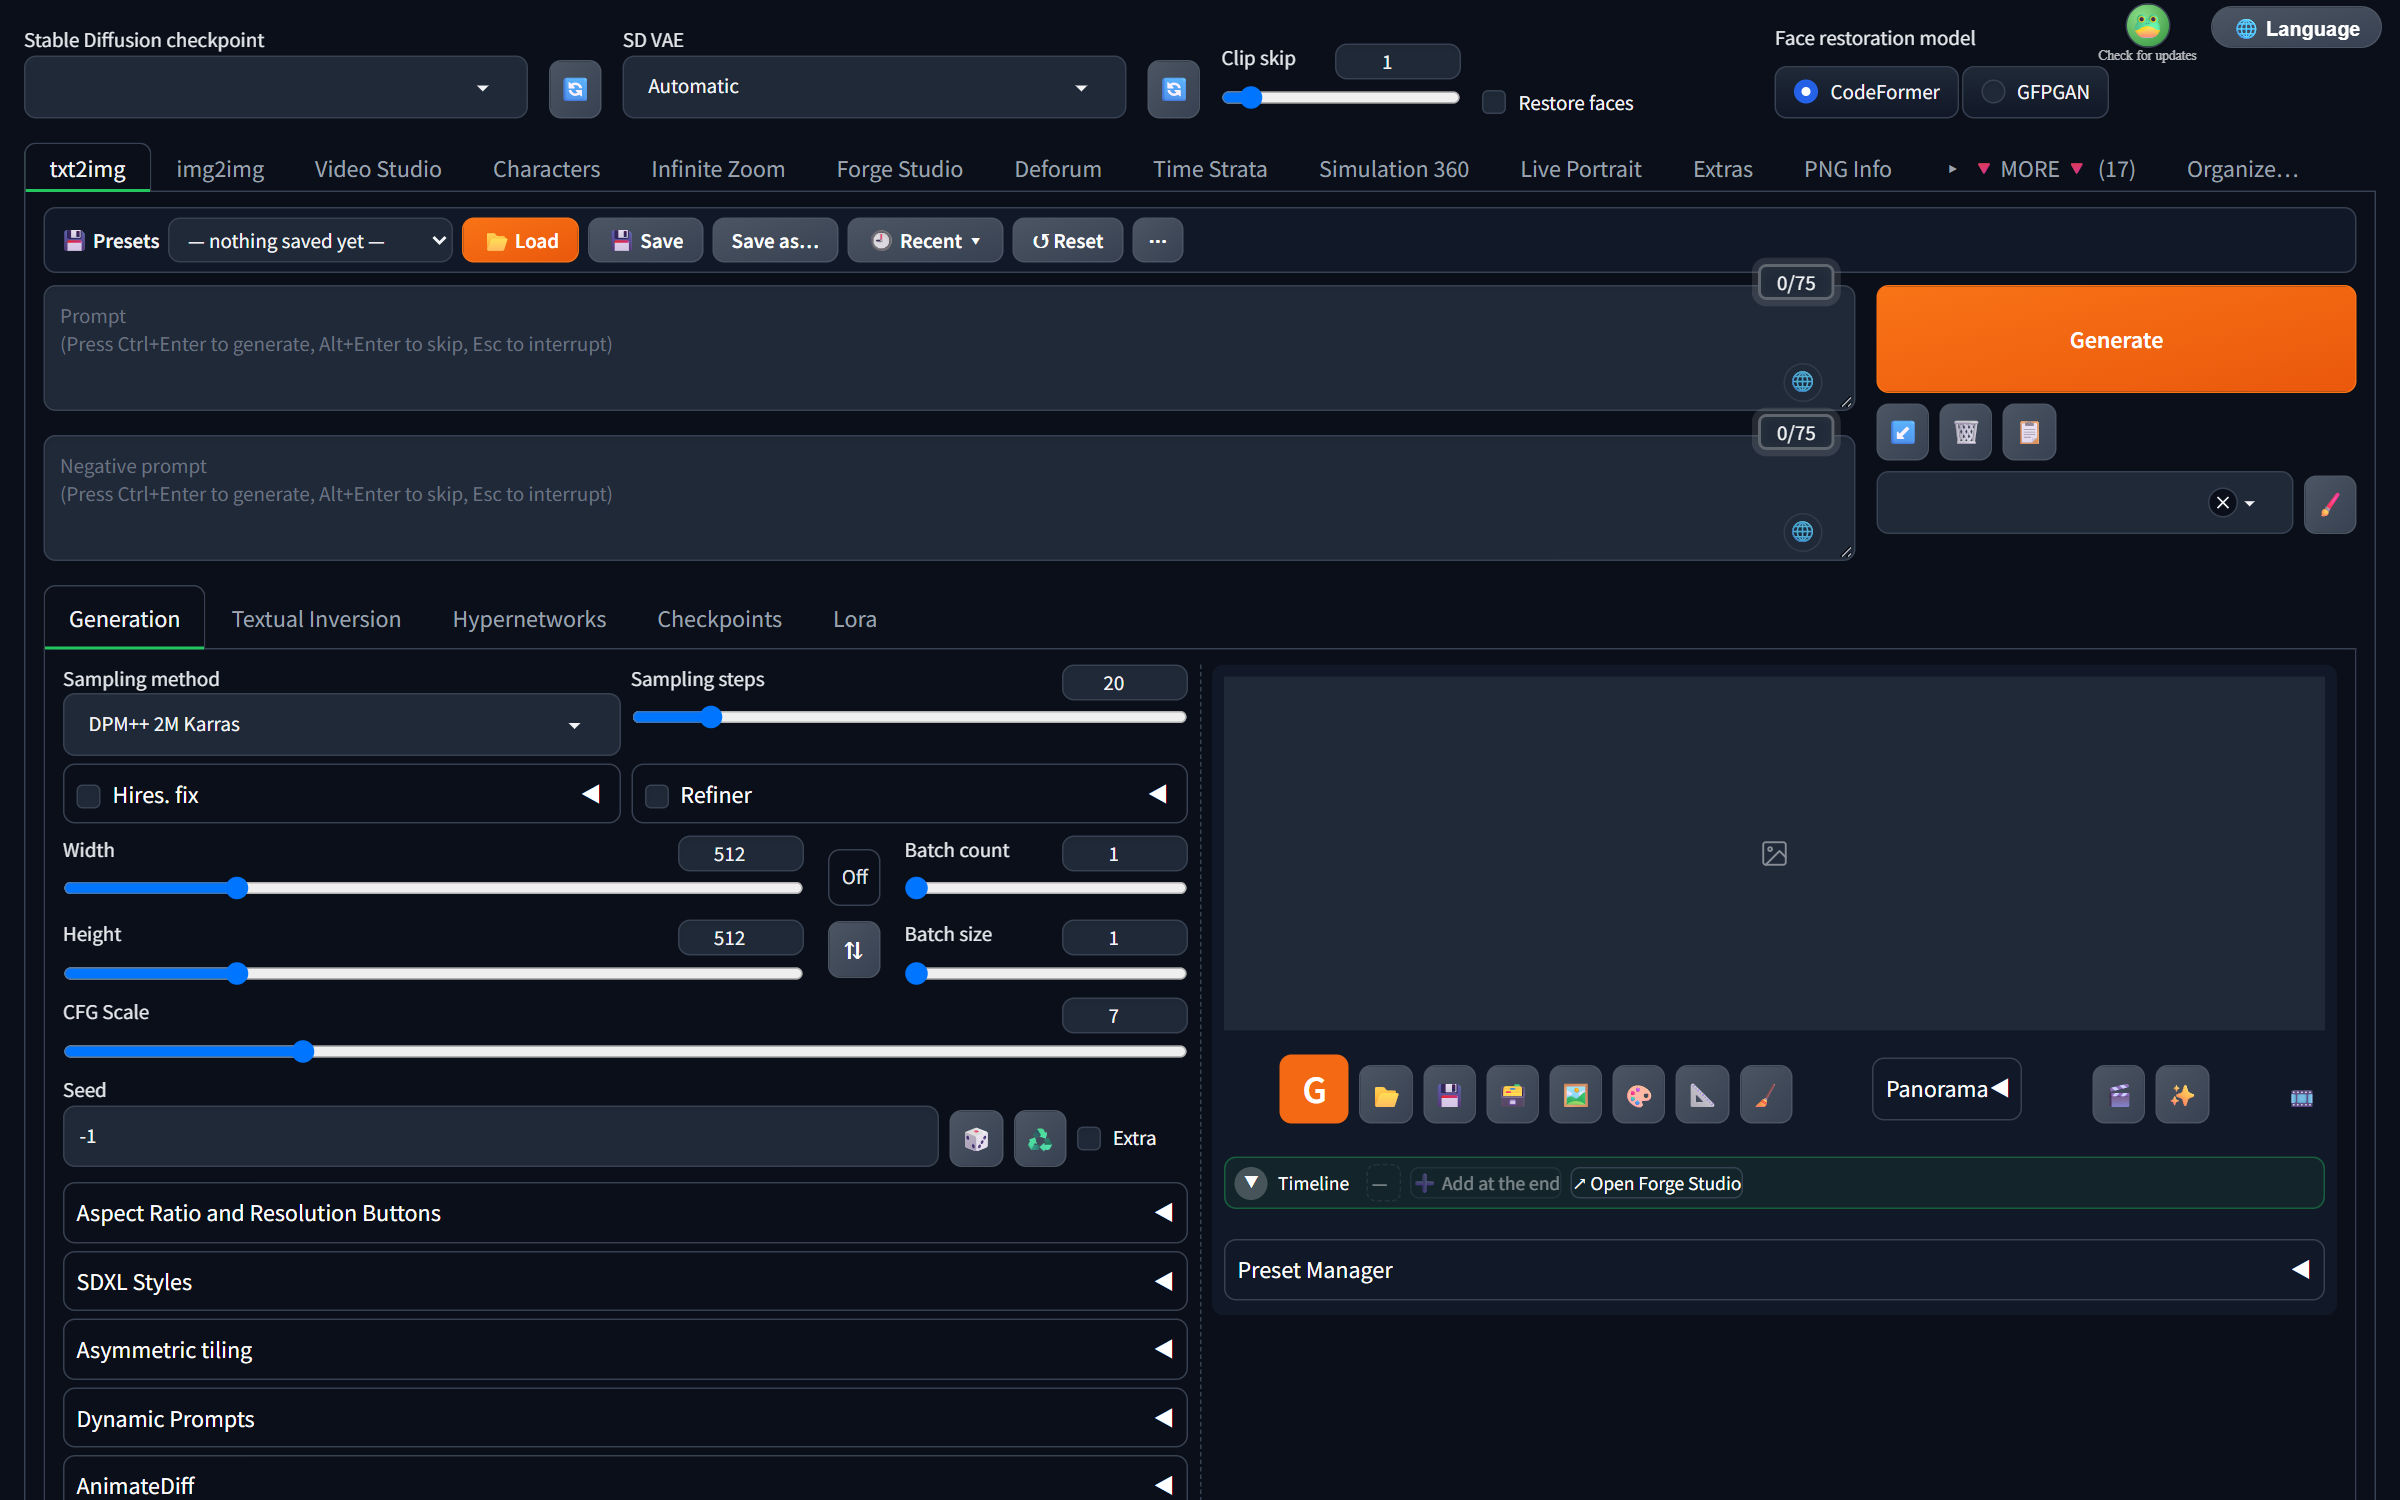 Stable Diffusion checkpoint
SD VAE
Automatic
Clip skip
1
Restore faces
Face restoration model
CodeFormer
GFPGAN
Check for updates
Language
txt2img
img2img
Video Studio
Characters
Infinite Zoom
Forge Studio
Deforum
Time Strata
Simulation 360
Live Portrait
Extras
PNG Info
MORE
(17)
Organize…
Presets
— nothing saved yet —
Load
Save
Save as…
Recent
Reset
...
0/75
Prompt
(Press Ctrl+Enter to generate, Alt+Enter to skip, Esc to interrupt)
Generate
0/75
Negative prompt
(Press Ctrl+Enter to generate, Alt+Enter to skip, Esc to interrupt)
Generation
Textual Inversion
Hypernetworks
Checkpoints
Lora
Sampling method
DPM++ 2M Karras
Sampling steps
20
Hires. fix
Refiner
Width
512
Off
Batch count
1
Height
512
Batch size
1
CFG Scale
7
Seed
-1
Extra
Aspect Ratio and Resolution Buttons
SDXL Styles
Asymmetric tiling
Dynamic Prompts
AnimateDiff
G
Panorama
Timeline
—
Add at the end
Open Forge Studio
Preset Manager